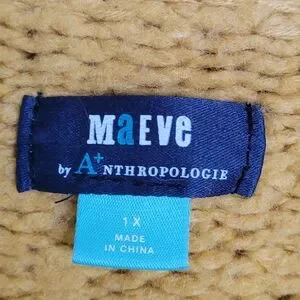 MaEve
by A+NTHROPOLOGIE
1X
MADE
IN CHINA